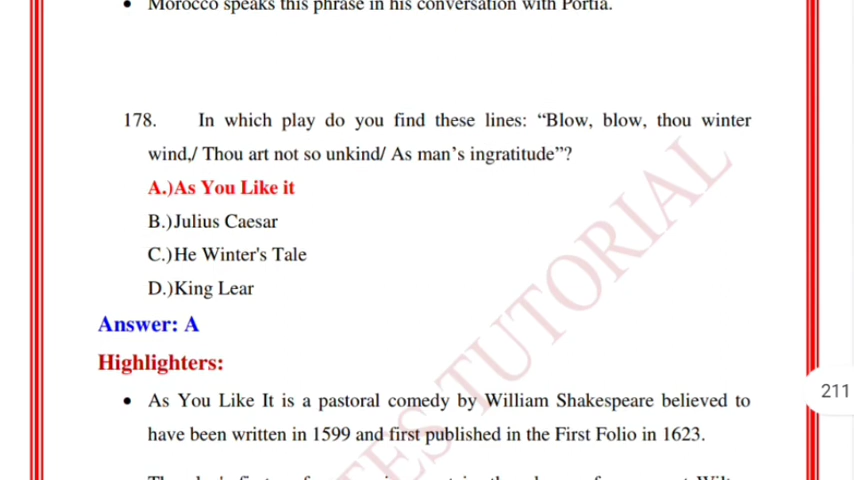 • Morocco speaks this phrase in his conversation with Portia.
178. In which play do you find these lines: “Blow, blow, thou winter
wind,/ Thou art not so unkind/ As man’s ingratitude”?
A.)As You Like it
B.)Julius Caesar
C.)He Winter's Tale
D.)King Lear
Answer: A
Highlighters:
• As You Like It is a pastoral comedy by William Shakespeare believed to
have been written in 1599 and first published in the First Folio in 1623.
211
TES TUTORIAL